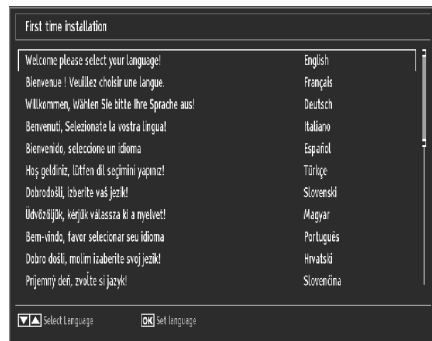 First time installation
Welcome please select your language! English
Bienvenue ! Veuillez choisir une langue. Français
Willkommen, Wählen Sie bitte Ihre Sprache aus! Deutsch
Benvenuti, Selezionate la vostra lingua! Italiano
Bienvenido, seleccione un idioma Español
Hoş geldiniz, lütfen dil seçimini yapınız! Türkçe
Dobrodošli, izberite vaš jezik! Slovenski
Üdvözöljük, kérjük válassza ki a nyelvet! Magyar
Bem-vindo, favor selecionar seu idioma Português
Dobro došli, molim izaberite svoj jezik! Hrvatski
Príjemný deň, zvoľte si jazyk! Slovenčina
Select Language OK Set language